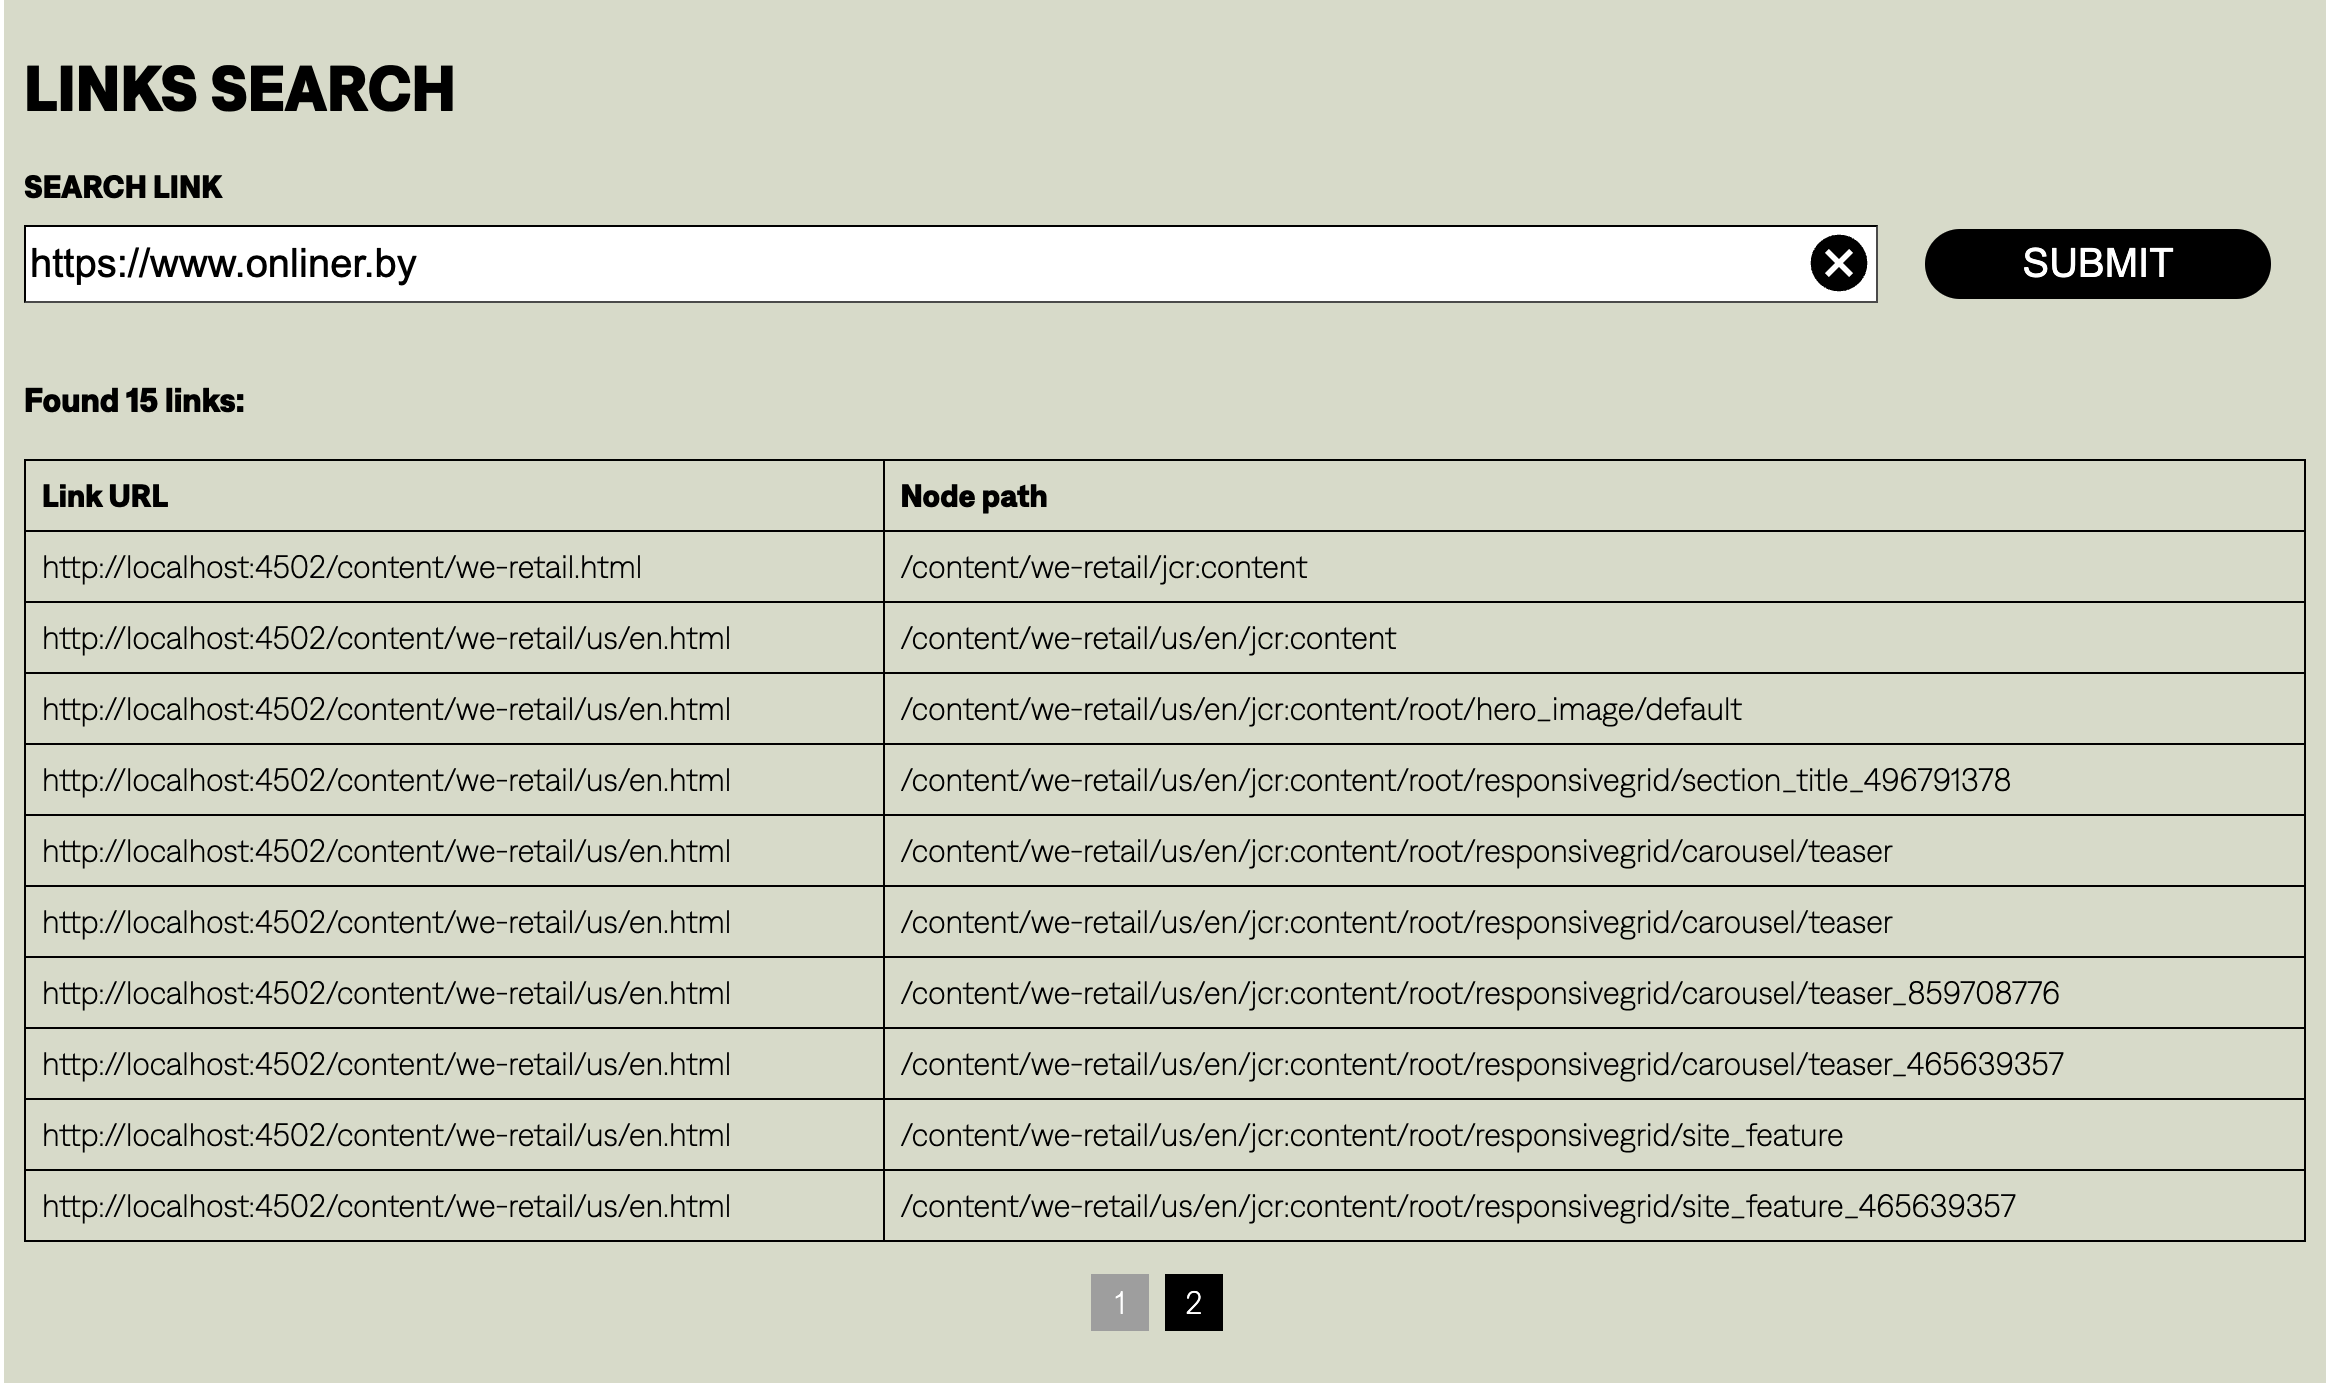 LINKS SEARCH
SEARCH LINK
https://www.onliner.by
SUBMIT
Found 15 links:
Link URL Node path
http://localhost:4502/content/we-retail.html /content/we-retail/jcr:content
http://localhost:4502/content/we-retail/us/en.html /content/we-retail/us/en/jcr:content
http://localhost:4502/content/we-retail/us/en.html /content/we-retail/us/en/jcr:content/root/hero_image/default
http://localhost:4502/content/we-retail/us/en.html /content/we-retail/us/en/jcr:content/root/responsivegrid/section_title_496791378
http://localhost:4502/content/we-retail/us/en.html /content/we-retail/us/en/jcr:content/root/responsivegrid/carousel/teaser
http://localhost:4502/content/we-retail/us/en.html /content/we-retail/us/en/jcr:content/root/responsivegrid/carousel/teaser
http://localhost:4502/content/we-retail/us/en.html /content/we-retail/us/en/jcr:content/root/responsivegrid/carousel/teaser_859708776
http://localhost:4502/content/we-retail/us/en.html /content/we-retail/us/en/jcr:content/root/responsivegrid/carousel/teaser_465639357
http://localhost:4502/content/we-retail/us/en.html /content/we-retail/us/en/jcr:content/root/responsivegrid/site_feature
http://localhost:4502/content/we-retail/us/en.html /content/we-retail/us/en/jcr:content/root/responsivegrid/site_feature_465639357
1 2